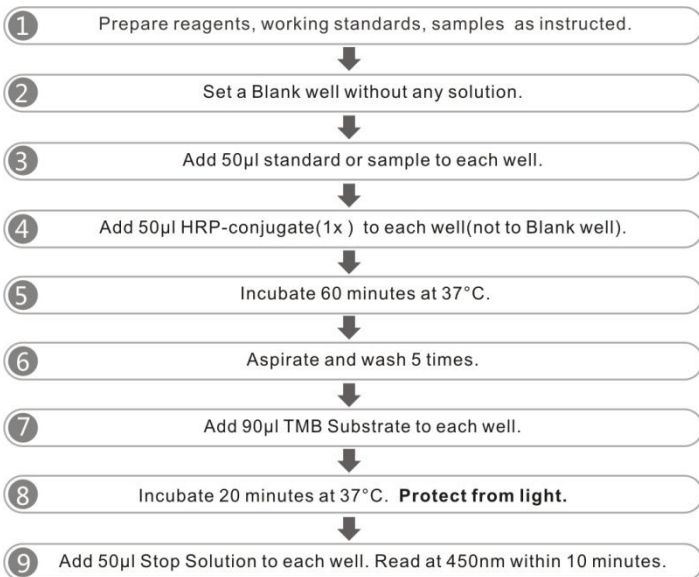 1 Prepare reagents, working standards, samples as instructed.
2 Set a Blank well without any solution.
3 Add 50μl standard or sample to each well.
4 Add 50μl HRP-conjugate(1x ) to each well(not to Blank well).
5 Incubate 60 minutes at 37°C.
6 Aspirate and wash 5 times.
7 Add 90μl TMB Substrate to each well.
8 Incubate 20 minutes at 37°C. Protect from light.
9 Add 50μl Stop Solution to each well. Read at 450nm within 10 minutes.